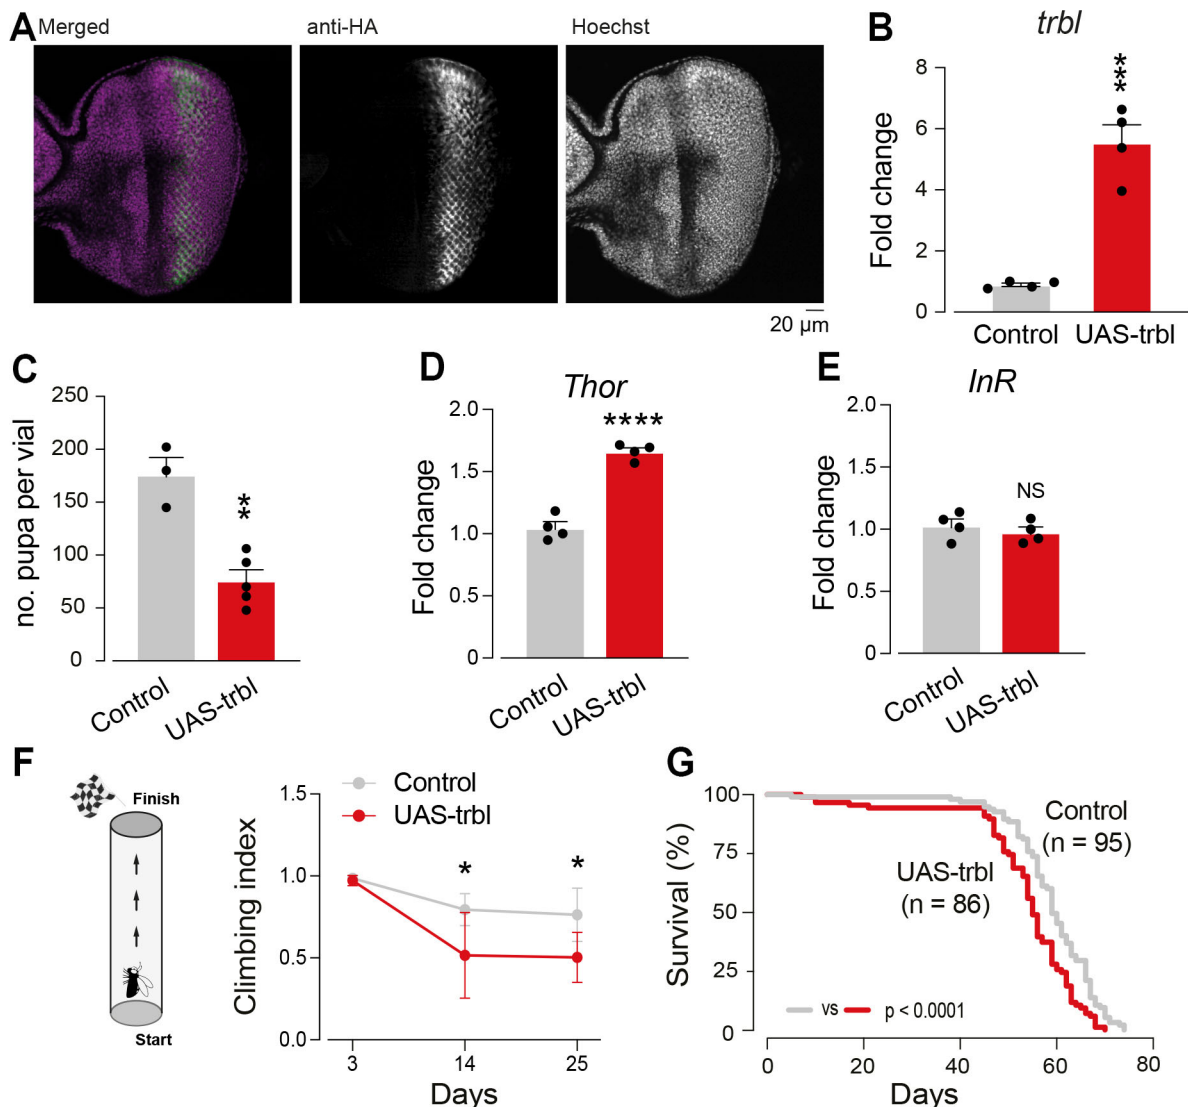 A Merged
anti-HA
Hoechst
20 µm
B
trbl
***
Fold change
8
6
4
2
0
Control
UAS-trbl
C
no. pupa per vial
250
200
150
100
50
0
**
Control
UAS-trbl
D
Thor
Fold change
2.0
1.5
1.0
0.5
0
****
Control
UAS-trbl
E
InR
Fold change
2.0
1.5
1.0
0.5
0
NS
Control
UAS-trbl
F
Finish
Start
Control
UAS-trbl
Climbing index
1.5
1.0
0.5
0.0
*
*
3
14
25
Days
G
Survival (%)
100
75
50
25
0
Control
(n = 95)
UAS-trbl
(n = 86)
vs
p < 0.0001
0
20
40
60
80
Days